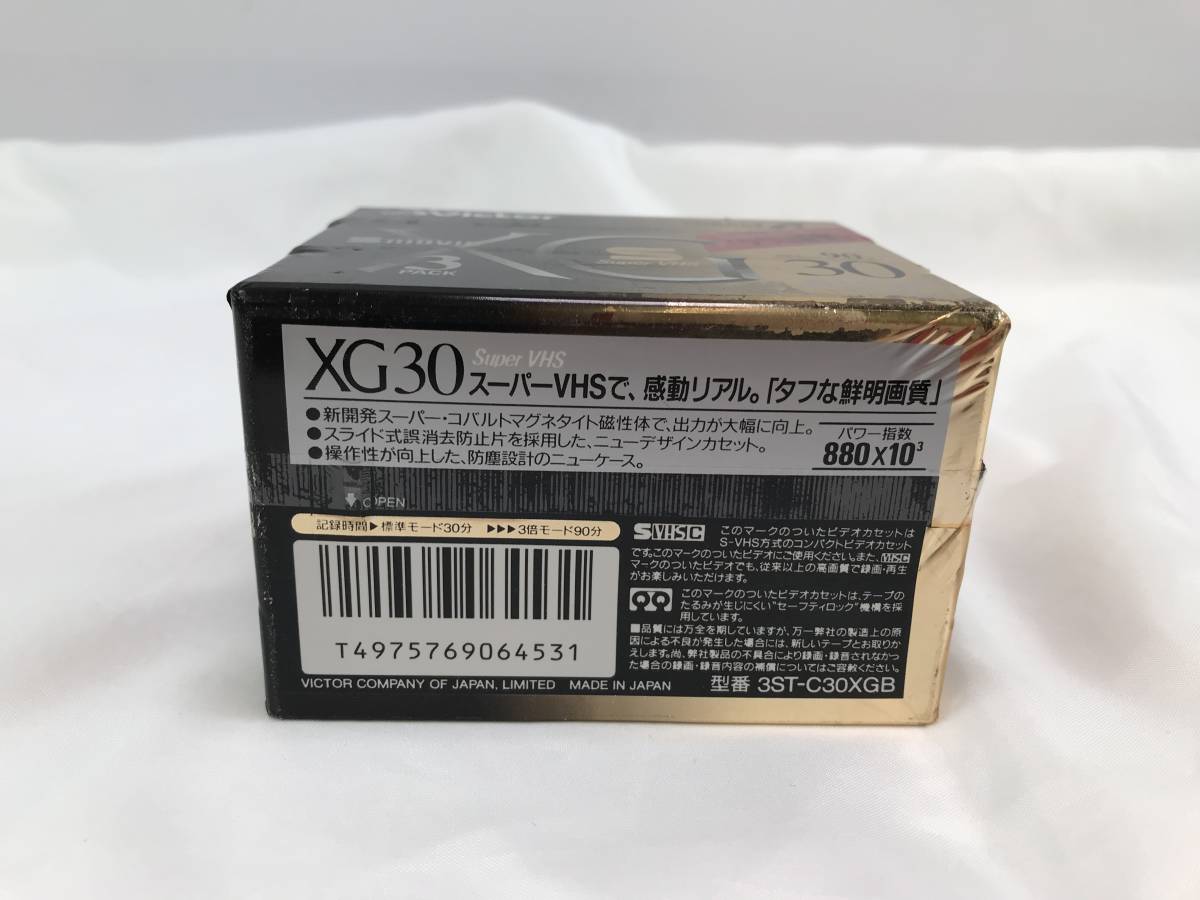 Victor
S movie
XG
3
PACK
S
Super VHS
90
30
XG30 Super VHS
スーパーVHSで、感動リアル。「タフな鮮明画質」
●新開発スーパー・コバルトマグネタイト磁性体で、出力が大幅に向上。
●スライド式誤消去防止片を採用した、ニューデザインカセット。
●操作性が向上した、防塵設計のニューケース。
パワー指数
880X10³
OPEN
記録時間▶標準モード30分 ▶▶▶3倍モード90分
T4975769064531
VICTOR COMPANY OF JAPAN, LIMITED MADE IN JAPAN
SVHSC このマークのついたビデオカセットは
S-VHS方式のコンパクトビデオカセット
です。このマークのついたビデオにご使用ください。また、VHSC
マークのついたビデオでも、従来以上の高画質で録画・再生
がお楽しみいただけます。
このマークのついたビデオカセットは、テープの
たるみが生じにくい"セーフティロック"機構を採
用しています。
■品質には万全を期していますが、万一弊社の製造上の原
因による不良が発生した場合には、新しいテープとお取りか
えします。尚、弊社製品の不具合により録画・録音されなかっ
た場合の録画・録音内容の補償についてはご容赦ください。
型番 3ST-C30XGB